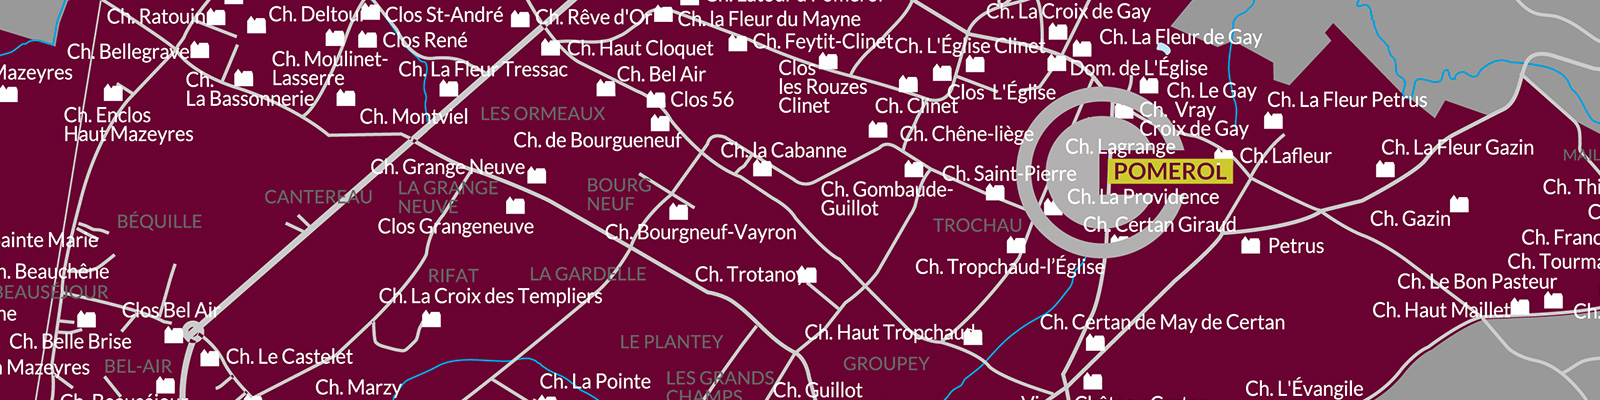 Ch. Ratouin
Ch. Deltour
Clos St-André
Ch. Rêve d'Or
Ch. la Fleur du Mayne
Ch. La Croix de Gay
Ch. Bellegrave
Clos René
Ch. Haut Cloquet
Ch. Feytit-Clinet
Ch. L'Église Clinet
Ch. La Fleur de Gay
Mazeyres
Ch. Moulinet-
Lasserre
Ch. La Fleur Tressac
Ch. Bel Air
Clos
les Rouzes
Clinet
Dom. de L'Église
Ch.
La Bassonnerie
Clos 56
Ch. Clinet
Clos L'Église
Ch. Le Gay
Ch. La Fleur Petrus
Ch. Enclos
Haut Mazeyres
Ch. Montviel
LES ORMEAUX
Ch. Vray
Croix de Gay
Ch. de Bourgueneuf
Ch. la Cabanne
Ch. Chêne-liège
Ch. Lagrange
Ch. Lafleur
Ch. La Fleur Gazin
Ch. Grange Neuve
Ch. Saint-Pierre
POMEROL
CANTEREAU
LA GRANGE
NEUVE
BOURG
NEUF
Ch. Gombaude-
Guillot
Ch. La Providence
BÉQUILLE
Clos Grangeneuve
Ch. Bourgneuf-Vayron
TROCHAU
Ch. Certan Giraud
Ch. Gazin
ainte Marie
Petrus
Ch. Franc
h. Beauchêne
BEAUSÉJOUR
RIFAT
LA GARDELLE
Ch. Trotanoy
Ch. Tropchaud-l'Église
Ch. Tourma
Ch. Le Bon Pasteur
Ch. La Croix des Templiers
Clos Bel Air
Ch. Haut Maillet
Ch.
Ch. Belle Brise
LE PLANTEY
Ch. Haut Tropchaud
Ch. Certan de May de Certan
Mazeyres
BEL-AIR
Ch. Le Castelet
GROUPEY
Ch. Marzy
Ch. La Pointe
LES GRANDS
CHAMPS
Ch. Guillot
Ch. L'Évangile